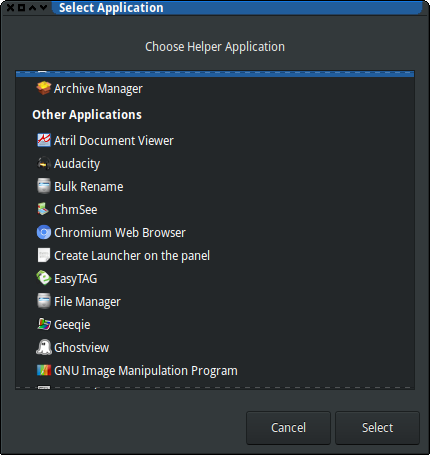 Select Application
Choose Helper Application
Archive Manager
Other Applications
Atril Document Viewer
Audacity
Bulk Rename
ChmSee
Chromium Web Browser
Create Launcher on the panel
EasyTAG
File Manager
Geeqie
Ghostview
GNU Image Manipulation Program
Cancel
Select